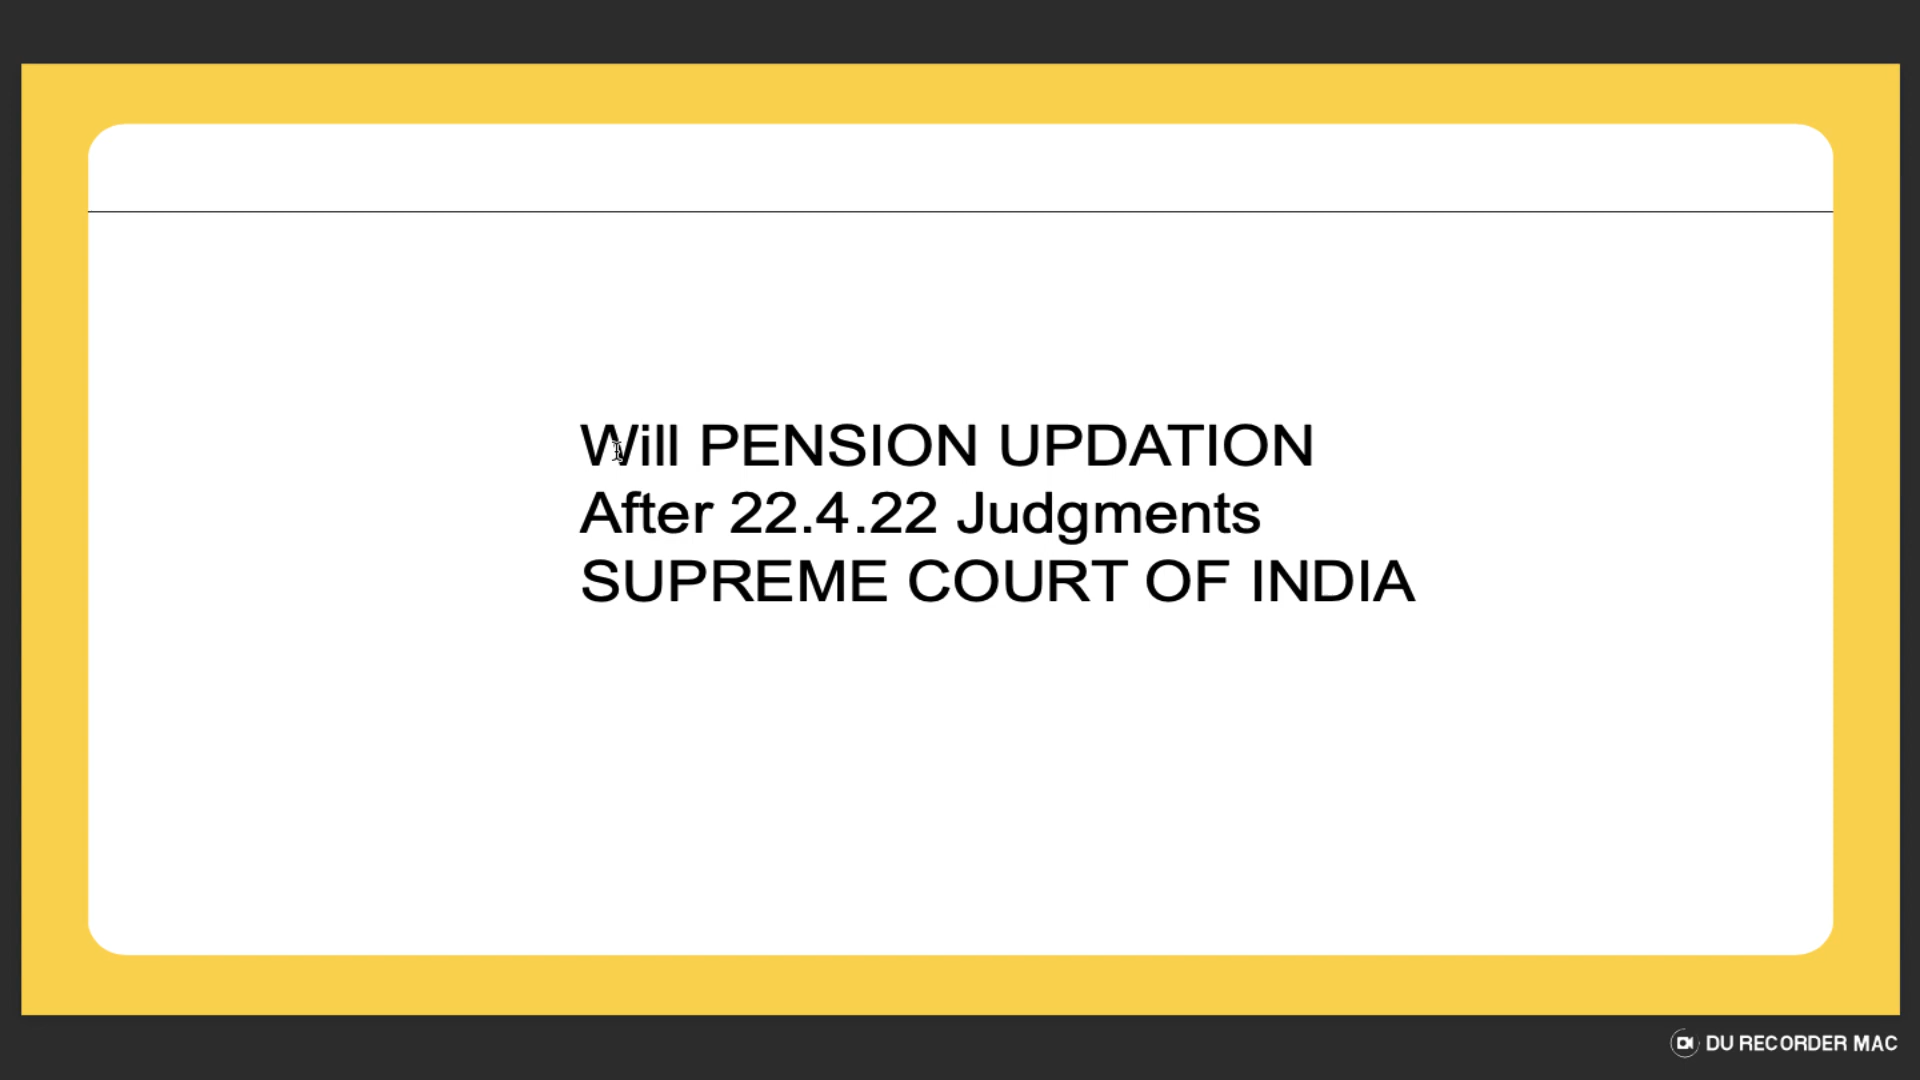 Will PENSION UPDATION
After 22.4.22 Judgments
SUPREME COURT OF INDIA
DU RECORDER MAC